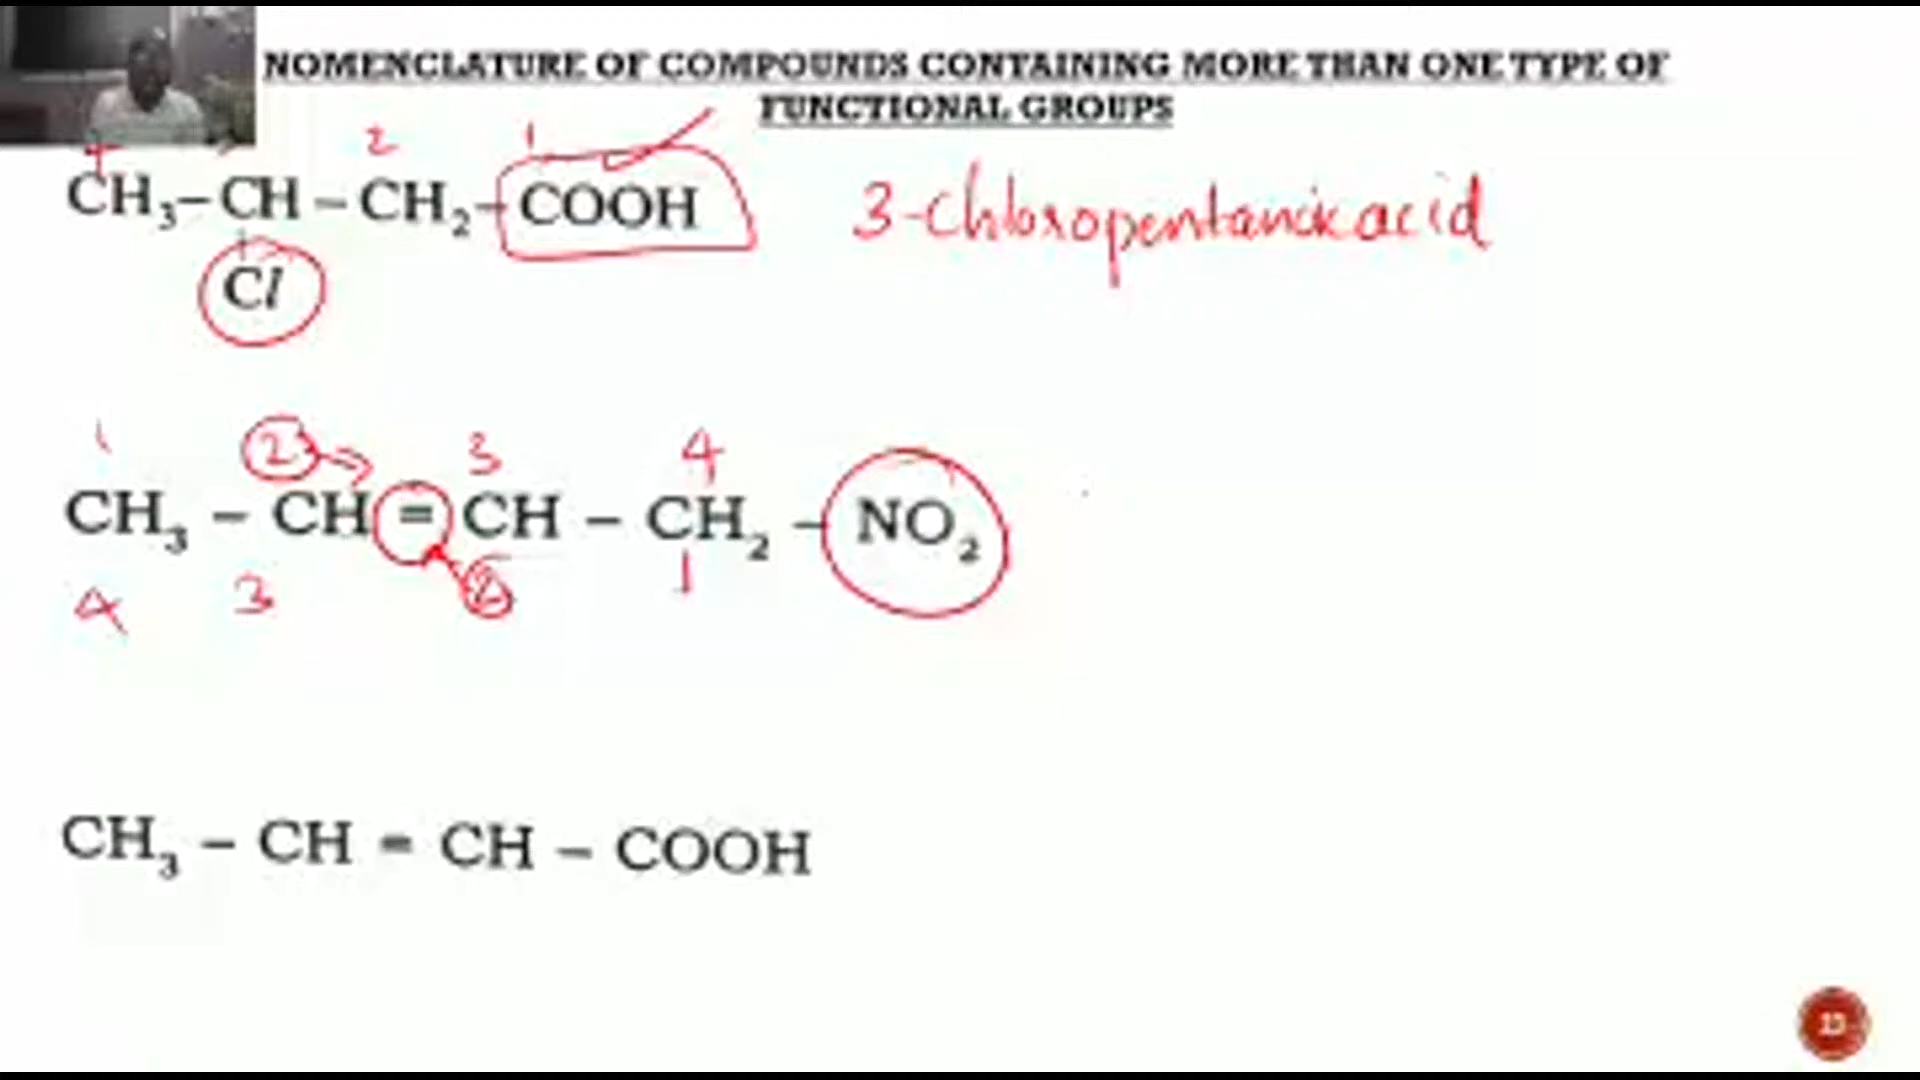 NOMENCLATURE OF COMPOUNDS CONTAINING MORE THAN ONE TYPE OF
FUNCTIONAL GROUPS
2 1
CH₃–CH–CH₂–COOH 3-chloropentanoic acid
Cl
1 2 3 4
CH₃ – CH = CH – CH₂ – NO₂
4 3 2 1
CH₃ – CH = CH – COOH